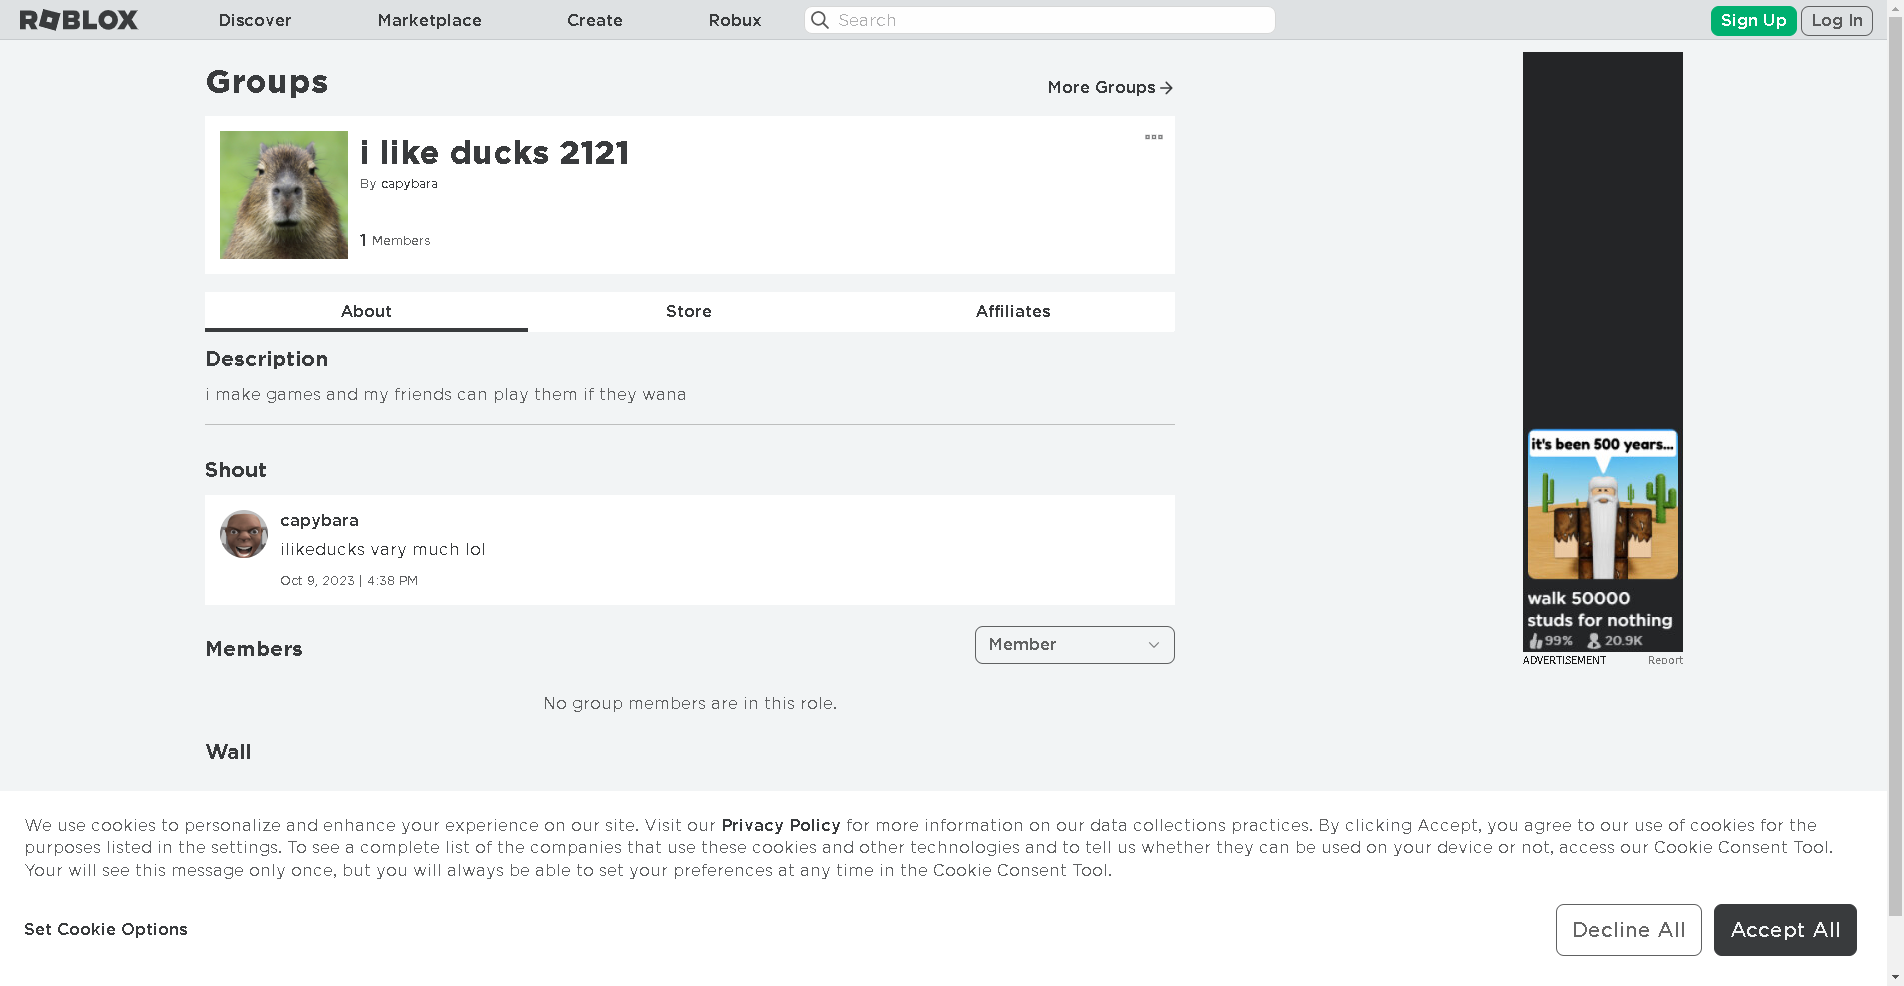 ROBLOX Discover Marketplace Create Robux Search Sign Up Log In
Groups
More Groups
i like ducks 2121
By capybara
1 Members
About Store Affiliates
Description
i make games and my friends can play them if they wana
Shout
capybara
ilikeducks vary much lol
Oct 9, 2023 | 4:38 PM
Members
Member
No group members are in this role.
Wall
it's been 500 years...
walk 50000
studs for nothing
99% 20.9K
ADVERTISEMENT Report
We use cookies to personalize and enhance your experience on our site. Visit our Privacy Policy for more information on our data collections practices. By clicking Accept, you agree to our use of cookies for the
purposes listed in the settings. To see a complete list of the companies that use these cookies and other technologies and to tell us whether they can be used on your device or not, access our Cookie Consent Tool.
Your will see this message only once, but you will always be able to set your preferences at any time in the Cookie Consent Tool.
Set Cookie Options
Decline All
Accept All